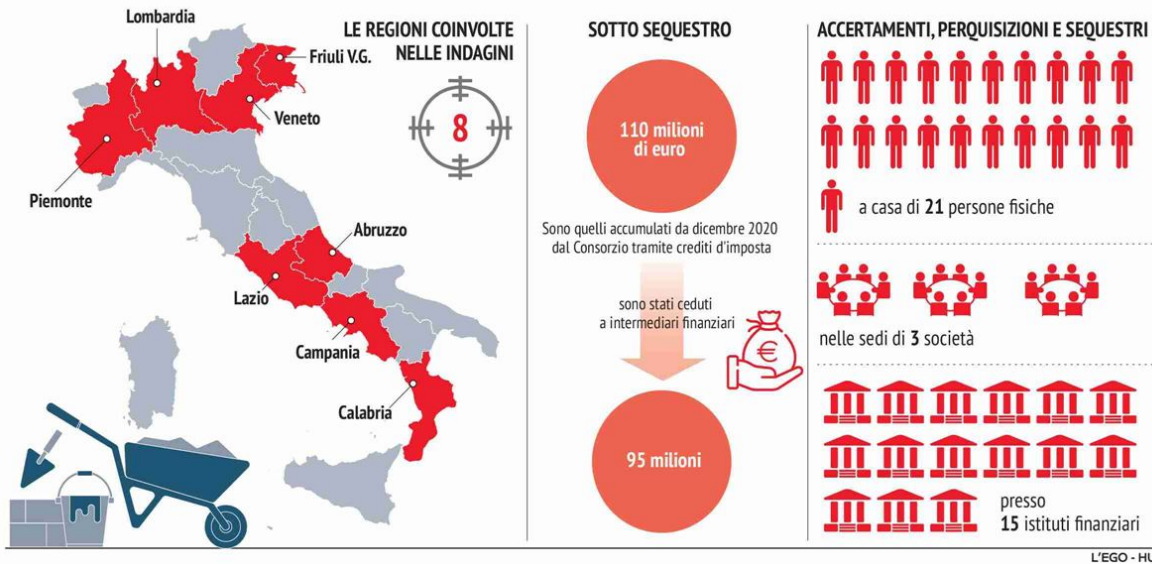 LE REGIONI COINVOLTE
NELLE INDAGINI
8
Lombardia
Friuli V.G.
Veneto
Piemonte
Abruzzo
Lazio
Campania
Calabria
SOTTO SEQUESTRO
110 milioni
di euro
Sono quelli accumulati da dicembre 2020
dal Consorzio tramite crediti d'imposta
sono stati ceduti
a intermediari finanziari
€
95 milioni
ACCERTAMENTI, PERQUISIZIONI E SEQUESTRI
a casa di 21 persone fisiche
nelle sedi di 3 società
presso
15 istituti finanziari
L'EGO - HU